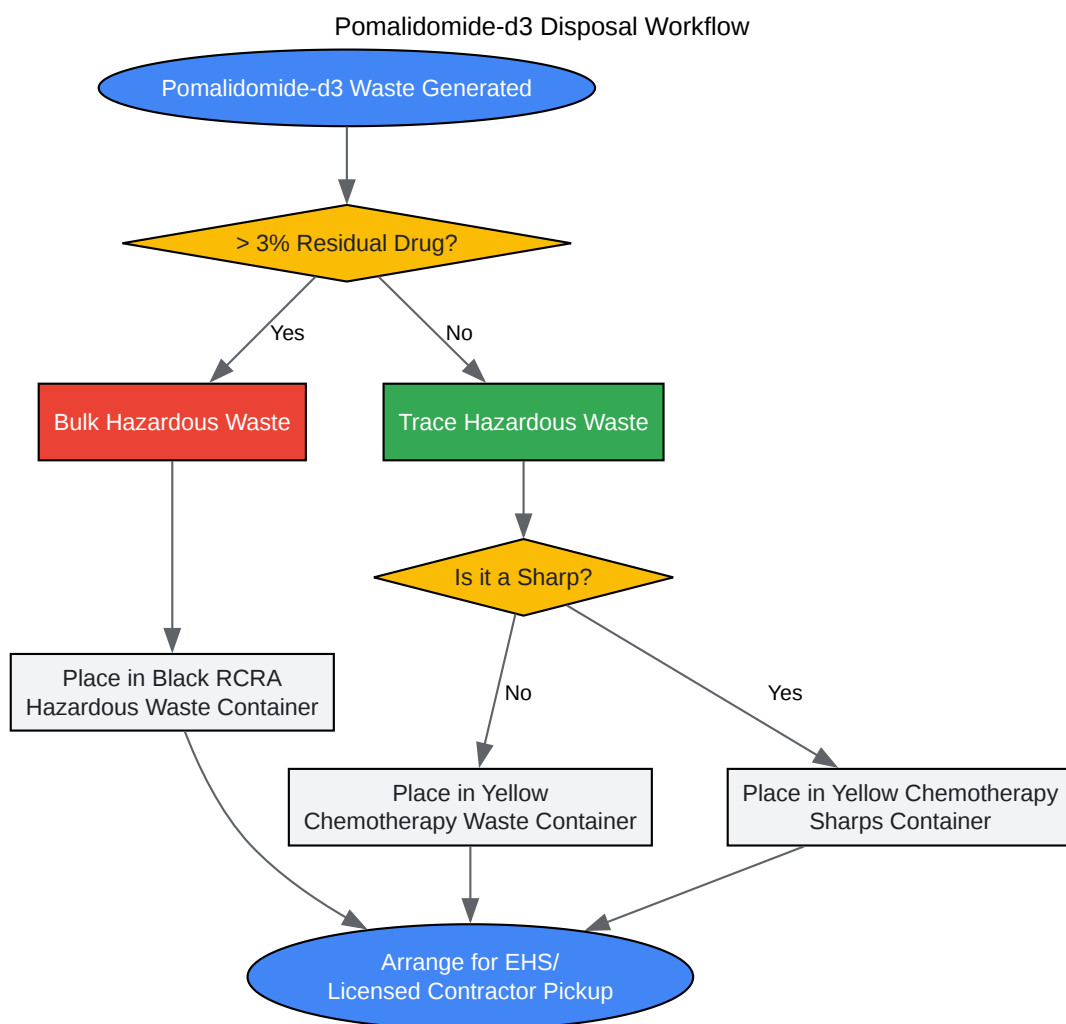 Pomalidomide-d3 Disposal Workflow
Pomalidomide-d3 Waste Generated
> 3% Residual Drug?
Yes
No
Bulk Hazardous Waste
Trace Hazardous Waste
Is it a Sharp?
Place in Black RCRA
Hazardous Waste Container
No
Yes
Place in Yellow
Chemotherapy Waste Container
Place in Yellow Chemotherapy
Sharps Container
Arrange for EHS/
Licensed Contractor Pickup